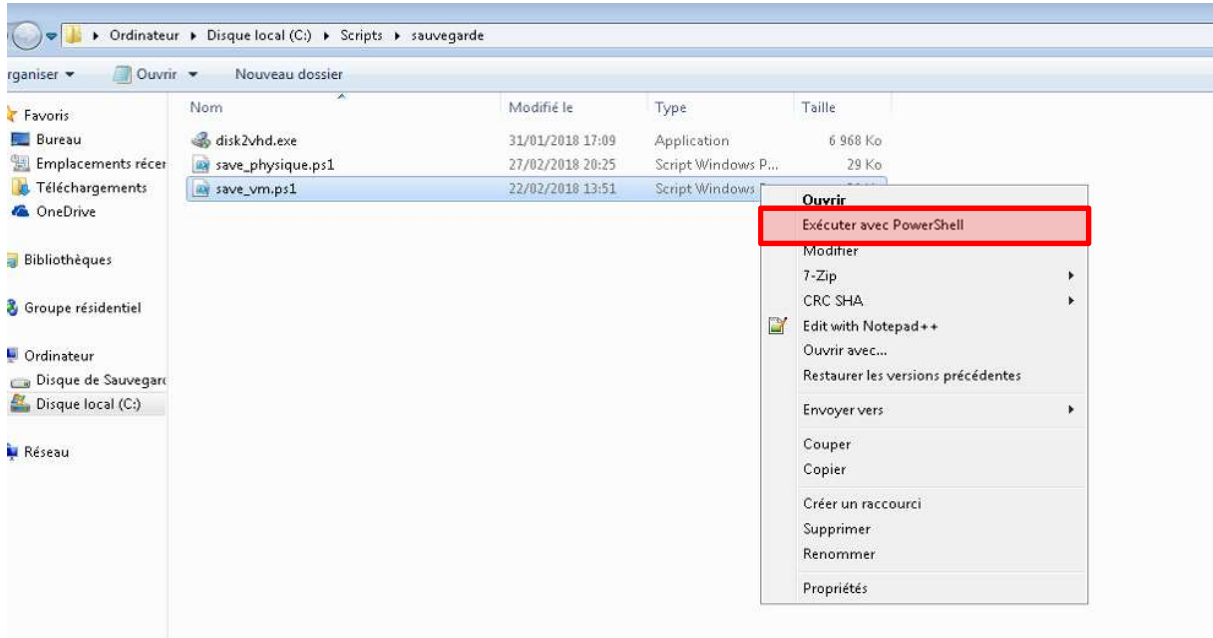 Ordinateur ▸ Disque local (C:) ▸ Scripts ▸ sauvegarde
rganiser Ouvrir Nouveau dossier
Nom Modifié le Type Taille
disk2vhd.exe 31/01/2018 17:09 Application 6 968 Ko
save_physique.ps1 27/02/2018 20:25 Script Windows P... 29 Ko
save_vm.ps1 22/02/2018 13:51 Script Windows
Favoris
Bureau
Emplacements récer
Téléchargements
OneDrive
Bibliothèques
Groupe résidentiel
Ordinateur
Disque de Sauvegard
Disque local (C:)
Réseau
Ouvrir
Exécuter avec PowerShell
Modifier
7-Zip
CRC SHA
Edit with Notepad++
Ouvrir avec...
Restaurer les versions précédentes
Envoyer vers
Couper
Copier
Créer un raccourci
Supprimer
Renommer
Propriétés